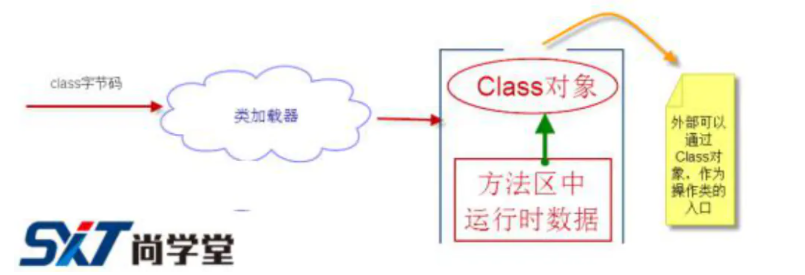 class字节码
类加载器
Class对象
方法区中
运行时数据
外部可以
通过
Class对
象，作为
操作类的
入口
SXT尚学堂